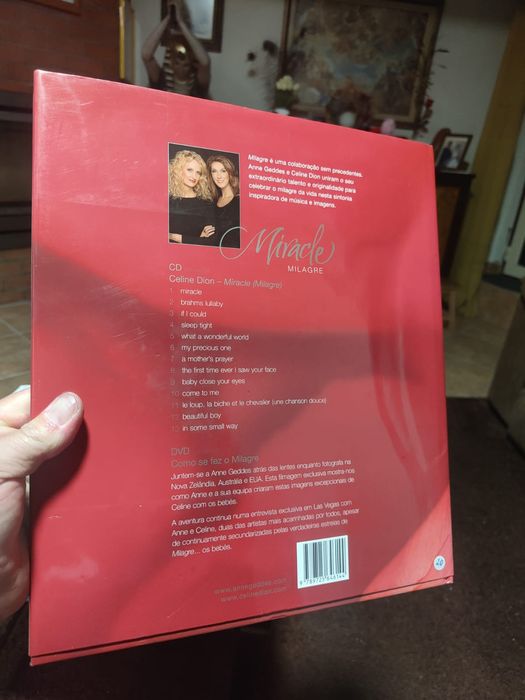 Milagre é uma colaboração sem precedentes.
Anne Geddes e Celine Dion uniram o seu
extraordinário talento e originalidade para
celebrar o milagre da vida nesta sintonia
inspiradora de música e imagens.
Miracle
MILAGRE
CD
Celine Dion – Miracle (Milagre)
1 miracle
2 brahms lullaby
3 if I could
4 sleep tight
5 what a wonderful world
6 my precious one
7 a mother's prayer
8 the first time ever I saw your face
9 baby close your eyes
10 come to me
11 le loup, la biche et le chevalier (une chanson douce)
12 beautiful boy
13 in some small way
DVD
Como se fez o Milagre
Juntem-se a Anne Geddes atrás das lentes enquanto fotografa na
Nova Zelândia, Austrália e EUA. Esta filmagem exclusiva mostra-nos
como Anne e a sua equipa criaram estas imagens excepcionais de
Celine com os bebés.
A aventura continua numa entrevista exclusiva em Las Vegas com
Anne e Celine, duas das artistas mais acarinhadas por todos, apesar
de continuamente secundarizadas pelas verdadeiras estrelas de
Milagre... os bebés.
www.annegeddes.com
www.celinedion.com
20